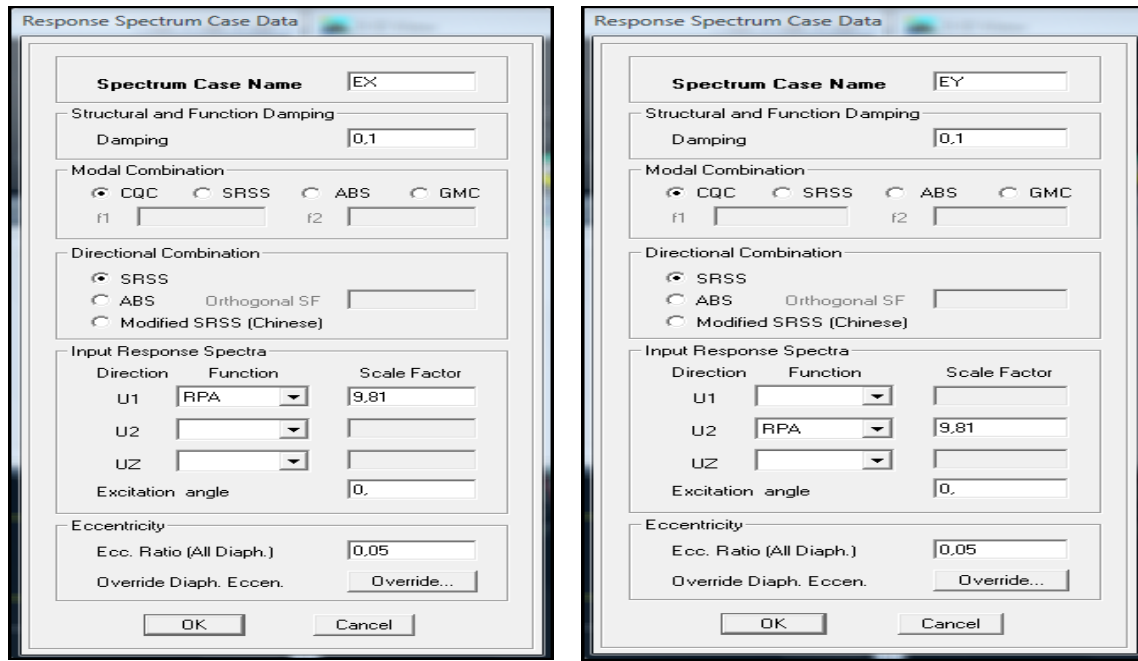 Response Spectrum Case Data
Spectrum Case Name EX
Structural and Function Damping
Damping 0,1
Modal Combination
CQC SRSS ABS GMC
f1 f2
Directional Combination
SRSS
ABS Orthogonal SF
Modified SRSS (Chinese)
Input Response Spectra
Direction Function Scale Factor
U1 RPA 9,81
U2
UZ
Excitation angle 0,
Eccentricity
Ecc. Ratio (All Diaph.) 0,05
Override Diaph. Eccen. Override...
OK Cancel
Response Spectrum Case Data
Spectrum Case Name EY
Structural and Function Damping
Damping 0,1
Modal Combination
CQC SRSS ABS GMC
f1 f2
Directional Combination
SRSS
ABS Orthogonal SF
Modified SRSS (Chinese)
Input Response Spectra
Direction Function Scale Factor
U1
U2 RPA 9,81
UZ
Excitation angle 0,
Eccentricity
Ecc. Ratio (All Diaph.) 0,05
Override Diaph. Eccen. Override...
OK Cancel